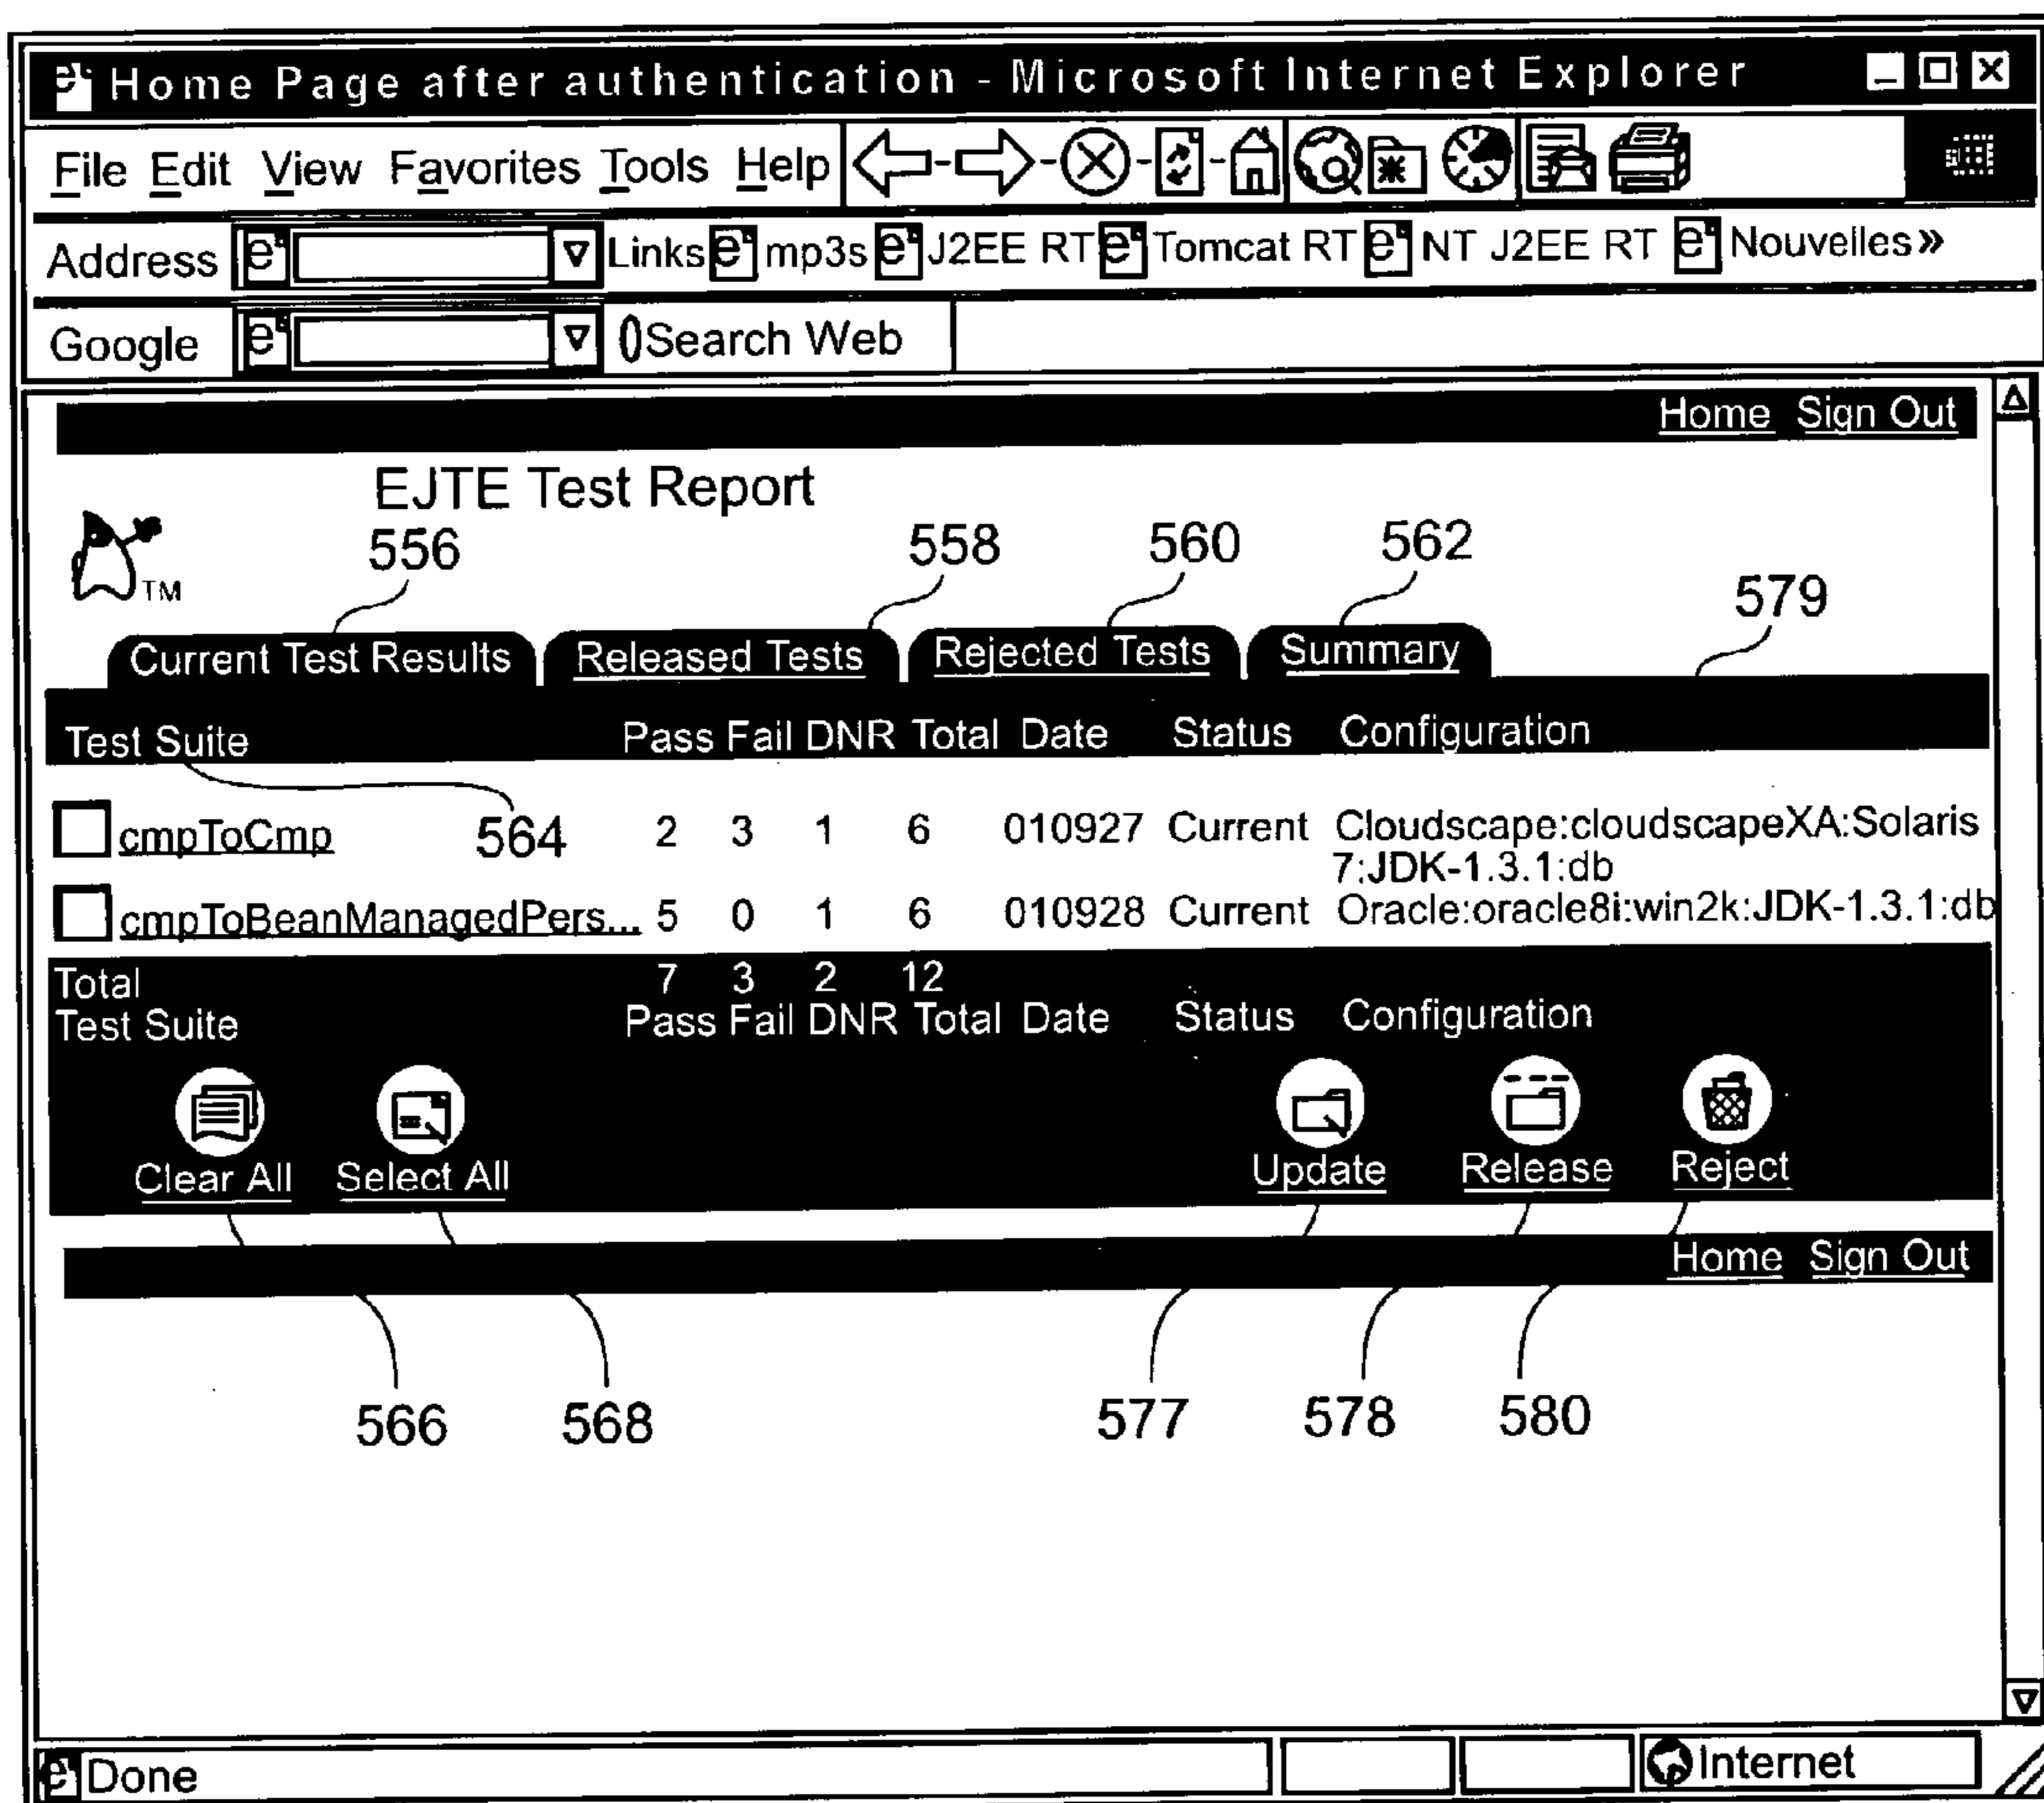 Home Page after authentication - Microsoft Internet Explorer
File Edit View Favorites Tools Help
Address Links mp3s J2EE RT Tomcat RT NT J2EE RT Nouvelles»
Google Search Web
Home Sign Out
EJTE Test Report
TM
556 558 560 562 579
Current Test Results Released Tests Rejected Tests Summary
Test Suite Pass Fail DNR Total Date Status Configuration
564
cmpToCmp 2 3 1 6 010927 Current Cloudscape:cloudscapeXA:Solaris
7:JDK-1.3.1:db
cmpToBeanManagedPers... 5 0 1 6 010928 Current Oracle:oracle8i:win2k:JDK-1.3.1:db
Total 7 3 2 12
Test Suite Pass Fail DNR Total Date Status Configuration
Clear All Select All Update Release Reject
Home Sign Out
566 568 577 578 580
Done Internet